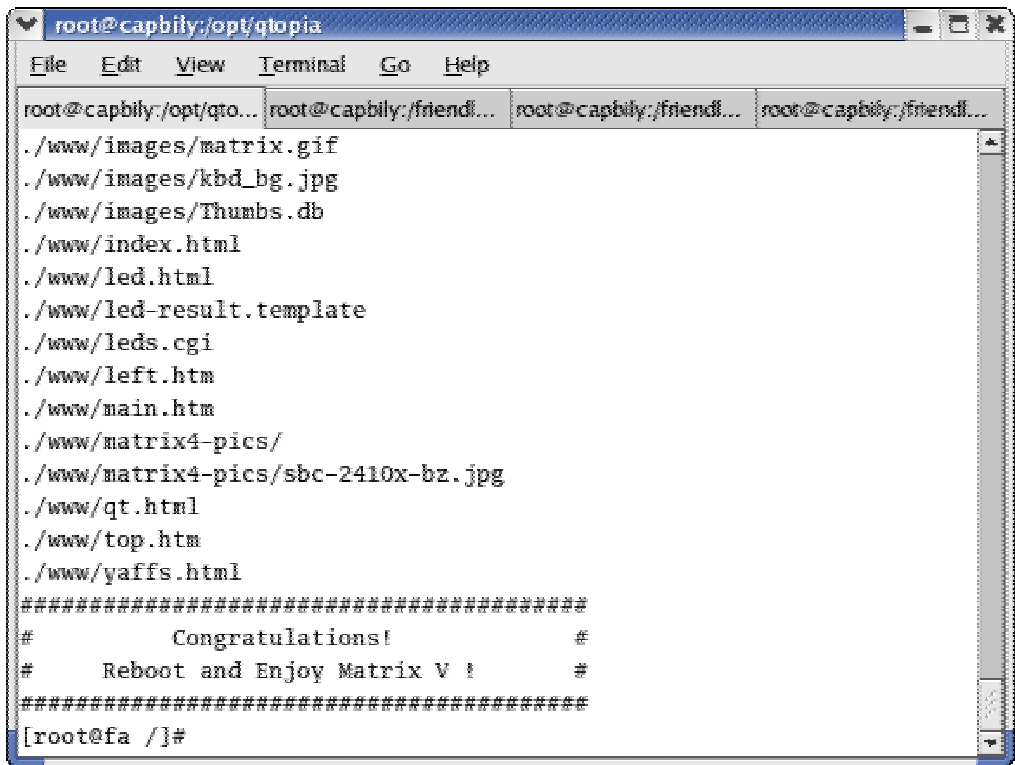 root@capbily:/opt/qtopia
File Edit View Terminal Go Help
root@capbily:/opt/qto... root@capbily:/friendl... root@capbily:/friendl... root@capbily:/friendl...
./www/images/matrix.gif
./www/images/kbd_bg.jpg
./www/images/Thumbs.db
./www/index.html
./www/led.html
./www/led-result.template
./www/leds.cgi
./www/left.htm
./www/main.htm
./www/matrix4-pics/
./www/matrix4-pics/sbc-2410x-bz.jpg
./www/qt.html
./www/top.htm
./www/yaffs.html
#########################################
#          Congratulations!             #
#     Reboot and Enjoy Matrix V !       #
#########################################
[root@fa /]#